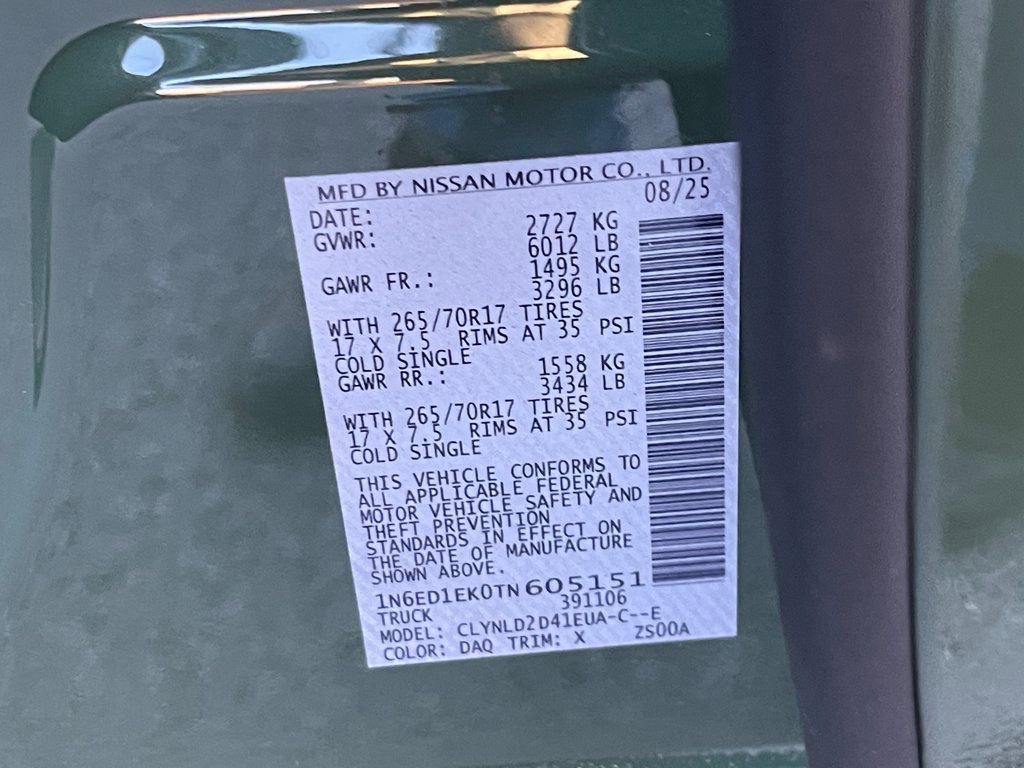 MFD BY NISSAN MOTOR CO., LTD.
DATE: 08/25
GVWR: 2727 KG
6012 LB
GAWR FR.: 1495 KG
3296 LB
WITH 265/70R17 TIRES
17 X 7.5 RIMS AT 35 PSI
COLD SINGLE
GAWR RR.: 1558 KG
3434 LB
WITH 265/70R17 TIRES
17 X 7.5 RIMS AT 35 PSI
COLD SINGLE
THIS VEHICLE CONFORMS TO
ALL APPLICABLE FEDERAL
MOTOR VEHICLE SAFETY AND
THEFT PREVENTION
STANDARDS IN EFFECT ON
THE DATE OF MANUFACTURE
SHOWN ABOVE.
1N6ED1EK0TN605151
TRUCK 391106
MODEL: CLYNLD2D41EUA-C--E
COLOR: DAQ TRIM: X ZS00A